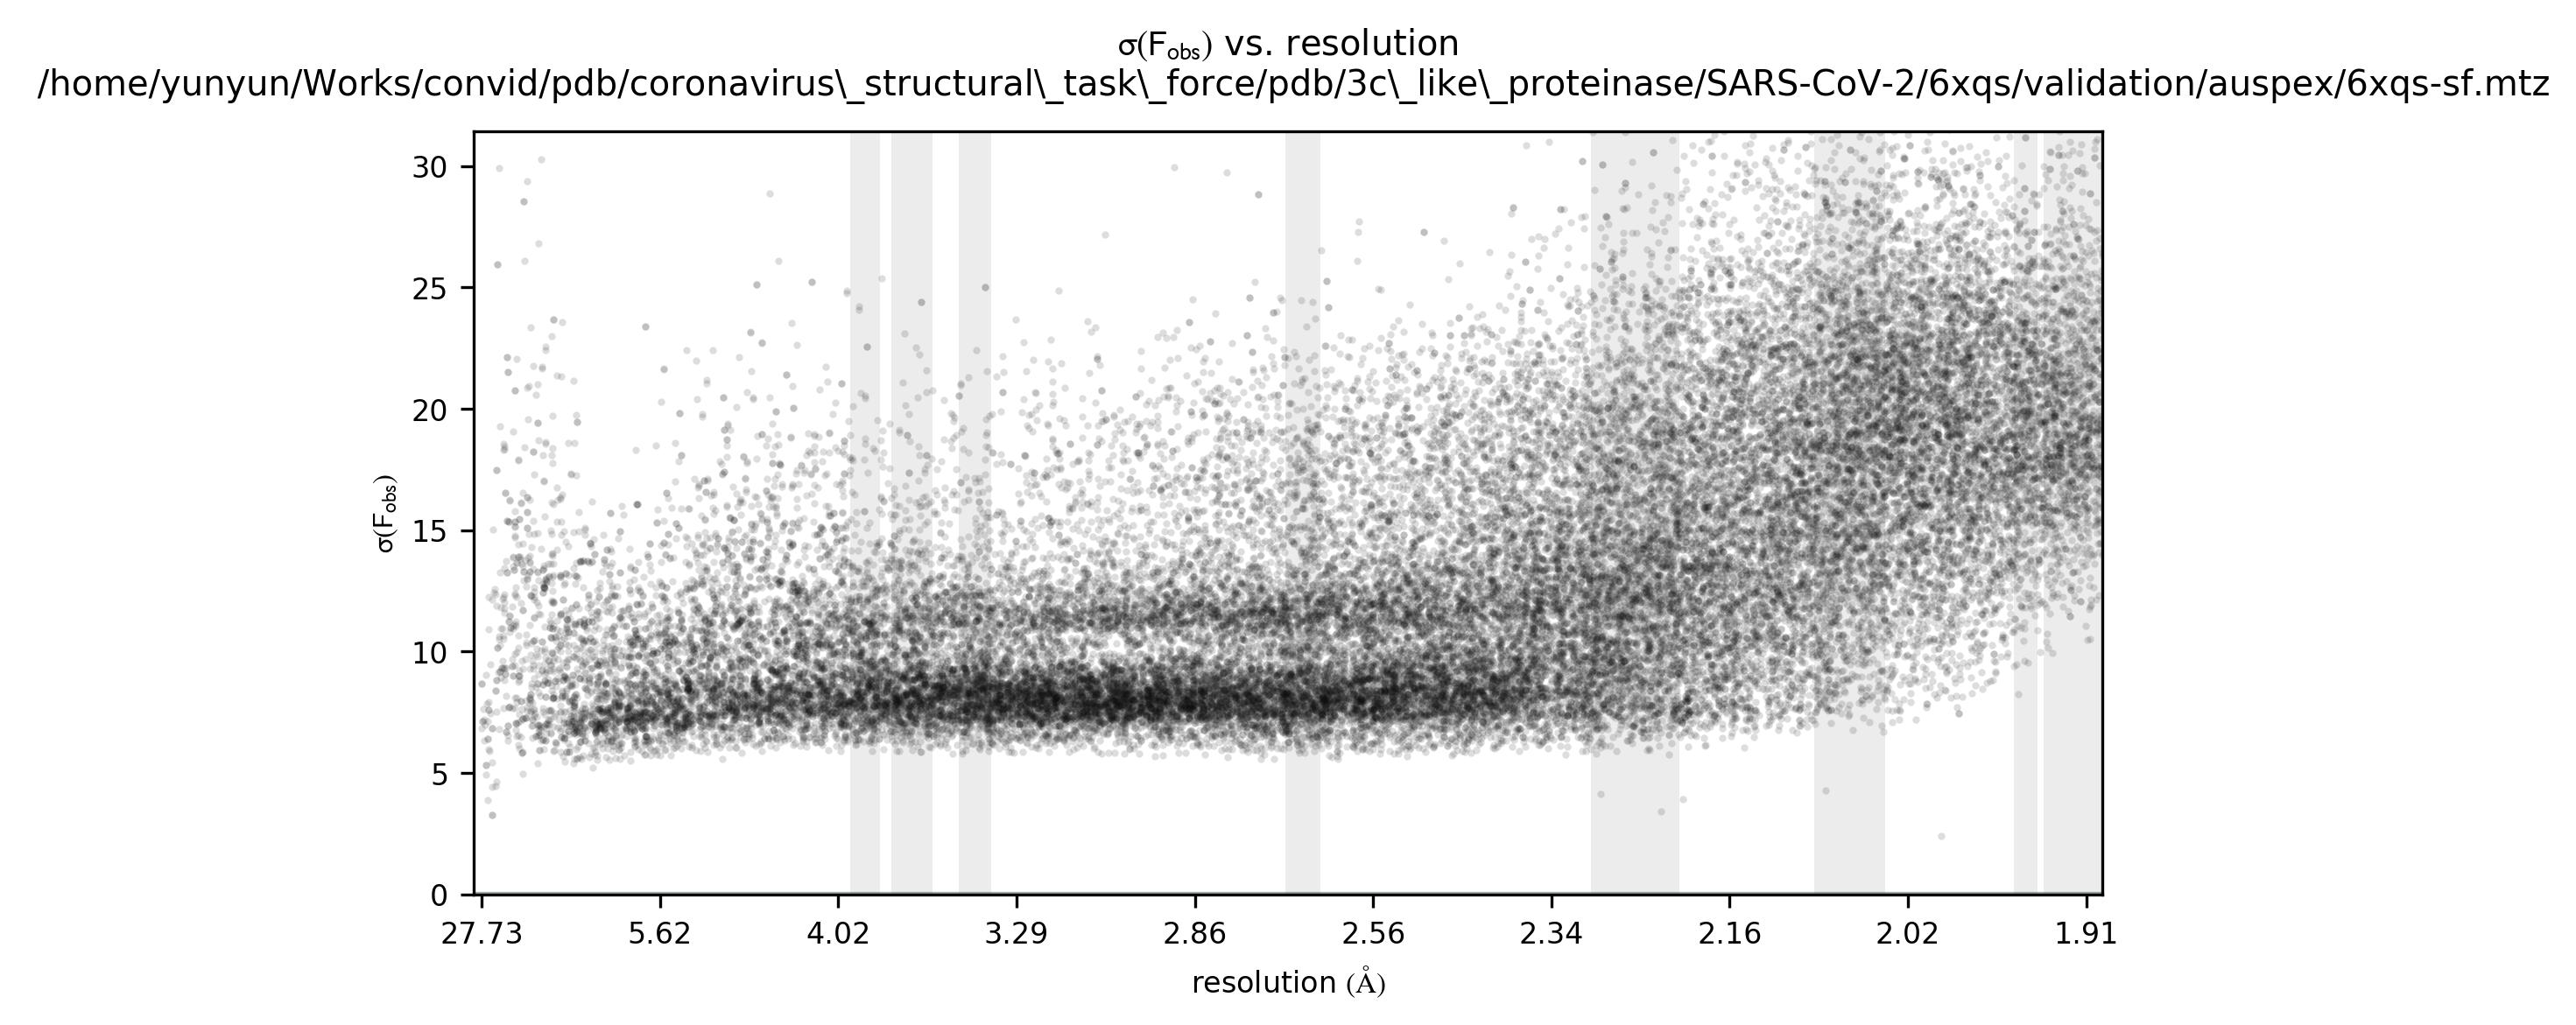 σ(Fobs) vs. resolution
/home/yunyun/Works/convid/pdb/coronavirus\_structural\_task\_force/pdb/3c\_like\_proteinase/SARS-CoV-2/6xqs/validation/auspex/6xqs-sf.mtz
σ(Fobs)
30
25
20
15
10
5
0
27.73 5.62 4.02 3.29 2.86 2.56 2.34 2.16 2.02 1.91
resolution (Å)